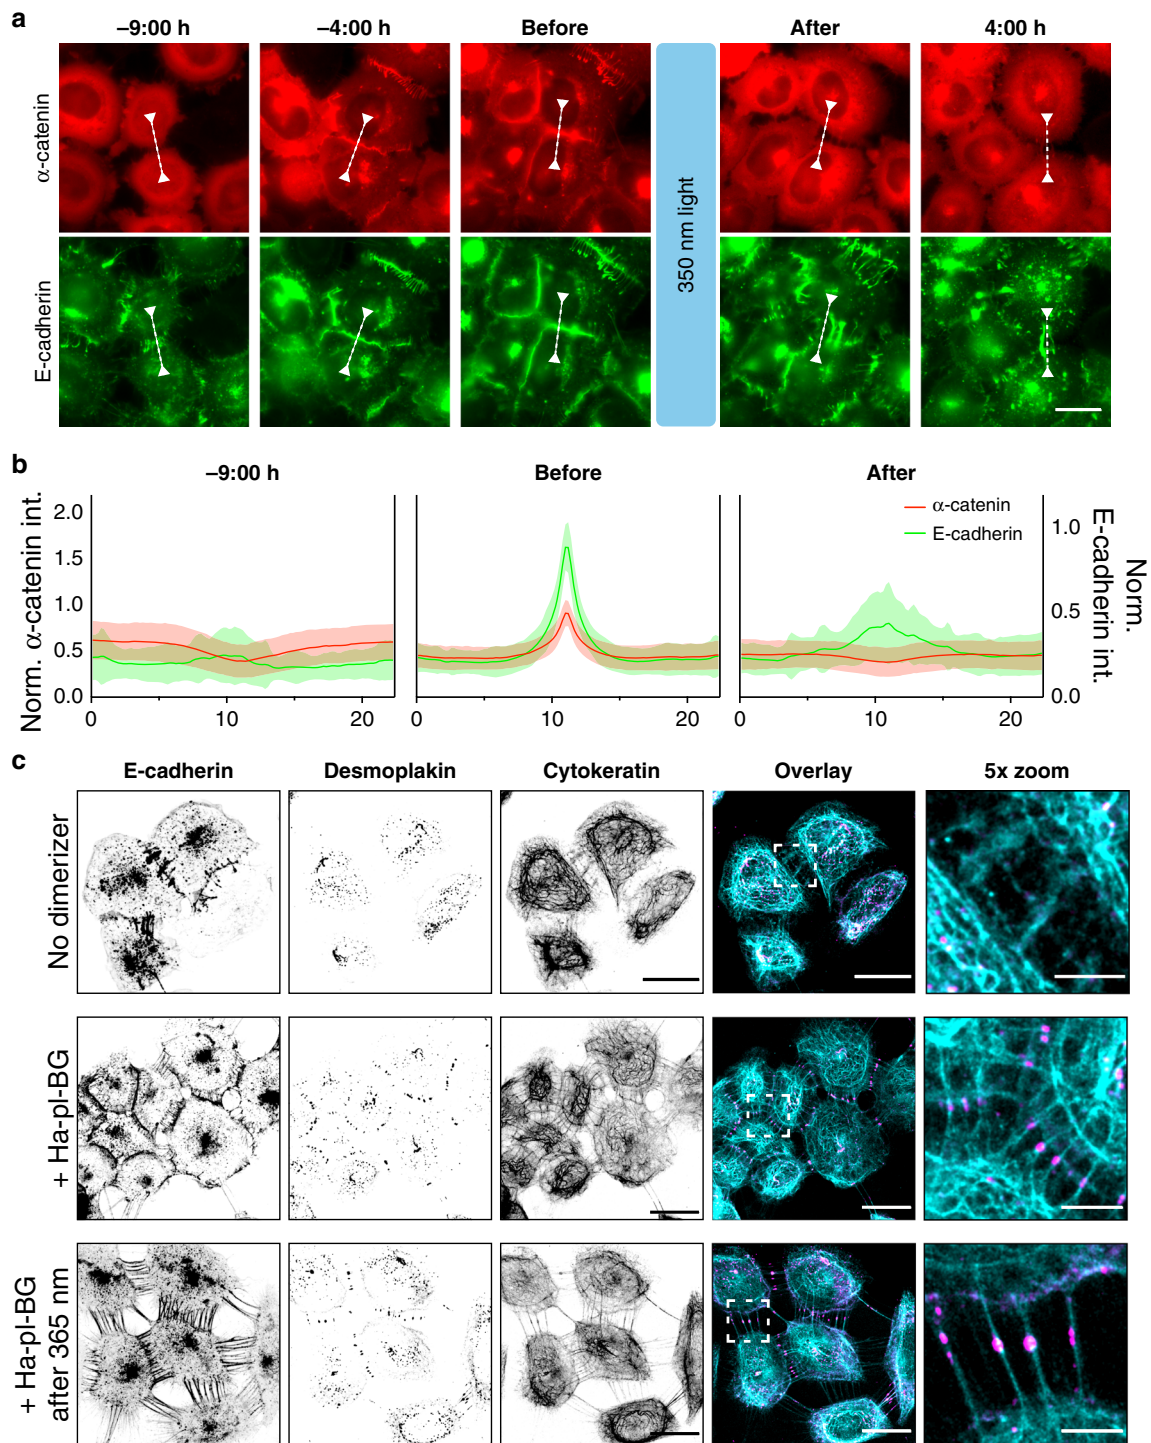 a
–9:00 h –4:00 h Before After 4:00 h
α-catenin
E-cadherin
350 nm light
b
–9:00 h Before After
Norm. α-catenin int.
2.0
1.5
1.0
0.5
0.0
0 10 20
0 10 20
0 10 20
α-catenin
E-cadherin
1.0
0.5
0.0
Norm.
E-cadherin int.
c
E-cadherin Desmoplakin Cytokeratin Overlay 5x zoom
No dimerizer
+ Ha-pl-BG
+ Ha-pl-BG
after 365 nm